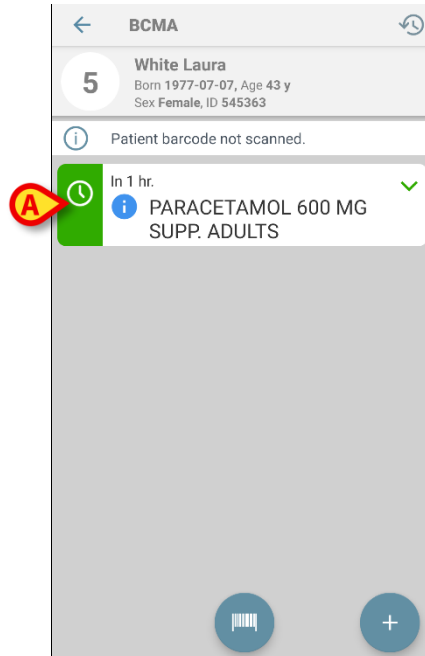 BCMA
5
White Laura
Born 1977-07-07, Age 43 y
Sex Female, ID 545363
Patient barcode not scanned.
In 1 hr.
A
PARACETAMOL 600 MG
SUPP. ADULTS